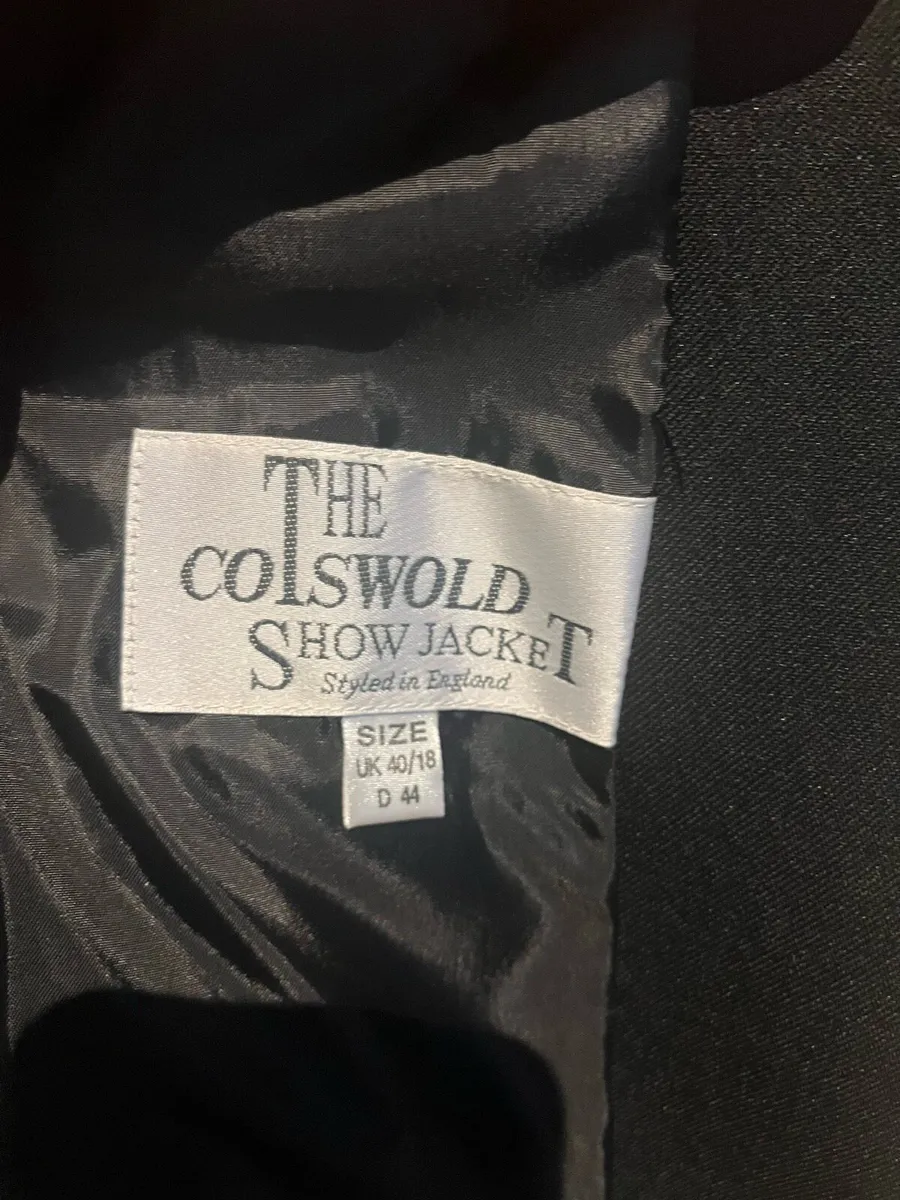 THE
COTSWOLD
SHOW JACKET
Styled in England
SIZE
UK 40/18
D 44